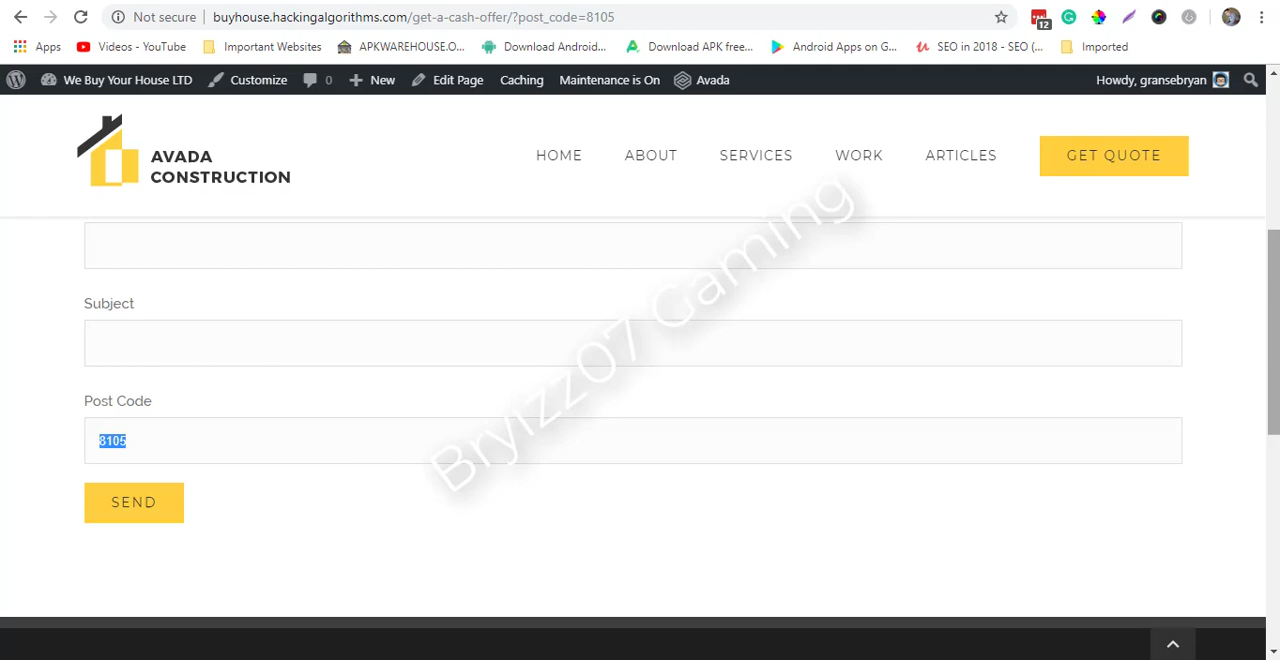 Not secure
buyhouse.hackingalgorithms.com/get-a-cash-offer/?post_code=8105
12
Apps
Videos - YouTube
Important Websites
APKWAREHOUSE.O...
Download Android...
Download APK free...
Android Apps on G...
SEO in 2018 - SEO (...
Imported
We Buy Your House LTD
Customize
0
New
Edit Page
Caching
Maintenance is On
Avada
Howdy, gransebryan
AVADA
CONSTRUCTION
HOME
ABOUT
SERVICES
WORK
ARTICLES
GET QUOTE
Subject
Post Code
8105
SEND
BryIzz07 Gaming